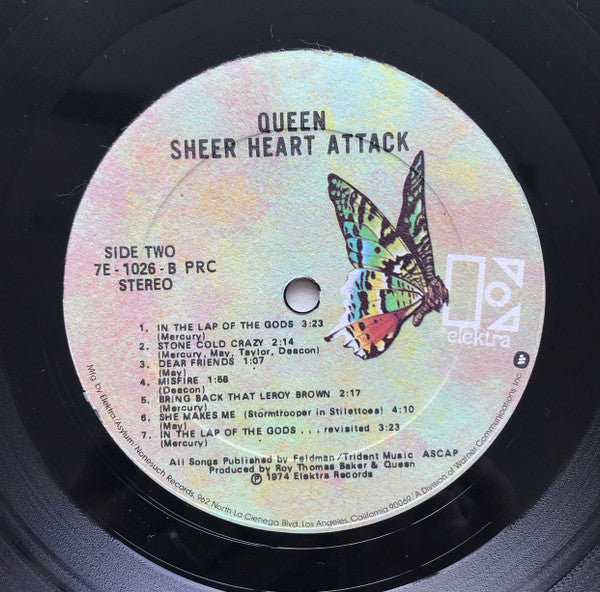 QUEEN
SHEER HEART ATTACK
SIDE TWO
7E-1026-B PRC
STEREO
elektra
1. IN THE LAP OF THE GODS 3:23
(Mercury)
2. STONE COLD CRAZY 2:14
(Mercury, May, Taylor, Deacon)
3. DEAR FRIENDS 1:07
(May)
4. MISFIRE 1:58
(Deacon)
5. BRING BACK THAT LEROY BROWN 2:17
(Mercury)
6. SHE MAKES ME (Stormtrooper in Stilettoes) 4:10
(May)
7. IN THE LAP OF THE GODS . . . revisited 3:23
(Mercury)
All Songs Published by Feldman/Trident Music ASCAP
Produced by Roy Thomas Baker & Queen
Ⓟ 1974 Elektra Records
Mfg. by Elektra/Asylum/Nonesuch Records, 962 North La Cienega Blvd., Los Angeles, California 90069. A Division of Warner Communications Inc.